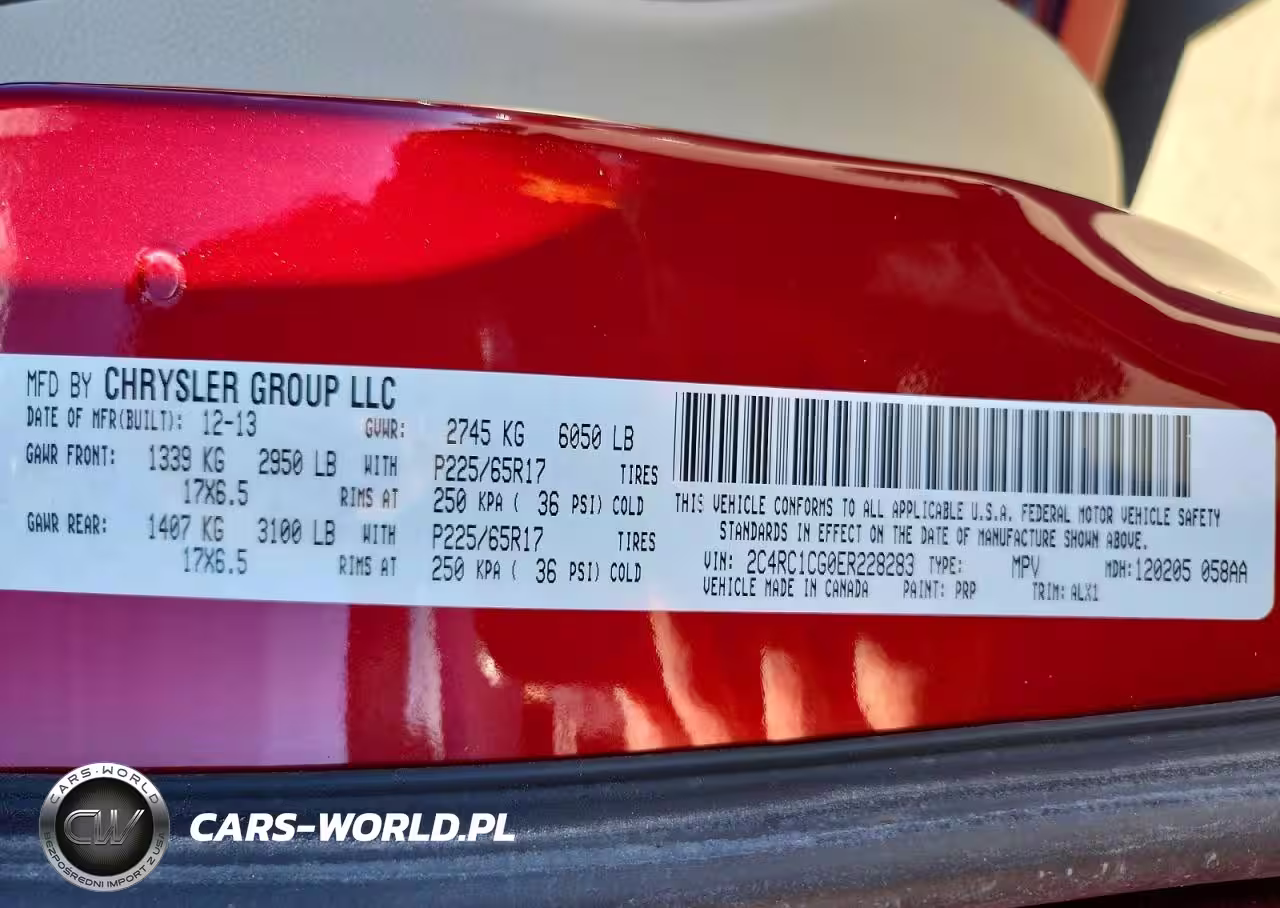 MFD BY CHRYSLER GROUP LLC
DATE OF MFR(BUILT): 12-13 GVWR: 2745 KG 6050 LB
GAWR FRONT: 1339 KG 2950 LB WITH P225/65R17 TIRES
17X6.5 RIMS AT 250 KPA ( 36 PSI) COLD
GAWR REAR: 1407 KG 3100 LB WITH P225/65R17 TIRES
17X6.5 RIMS AT 250 KPA ( 36 PSI) COLD
THIS VEHICLE CONFORMS TO ALL APPLICABLE U.S.A. FEDERAL MOTOR VEHICLE SAFETY
STANDARDS IN EFFECT ON THE DATE OF MANUFACTURE SHOWN ABOVE.
VIN: 2C4RC1CG0ER228283 TYPE: MPV MDH:120205 058AA
VEHICLE MADE IN CANADA PAINT: PRP TRIM: ALX1
CARS-WORLD
CW
BEZPOŚREDNI IMPORT Z USA
CARS-WORLD.PL